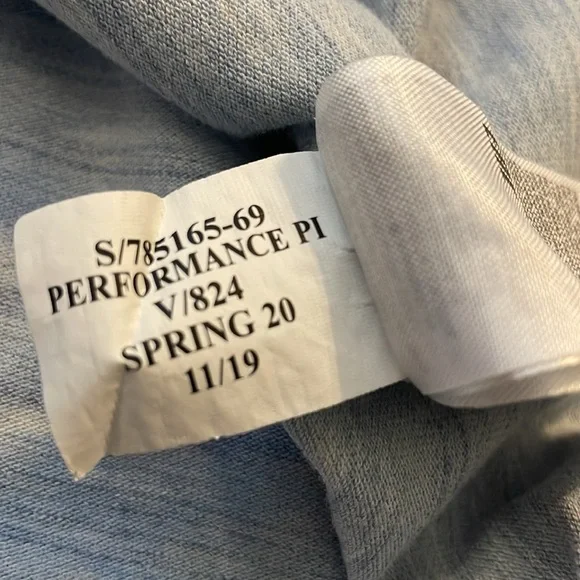 S/785165-69
PERFORMANCE PI
V/824
SPRING 20
11/19